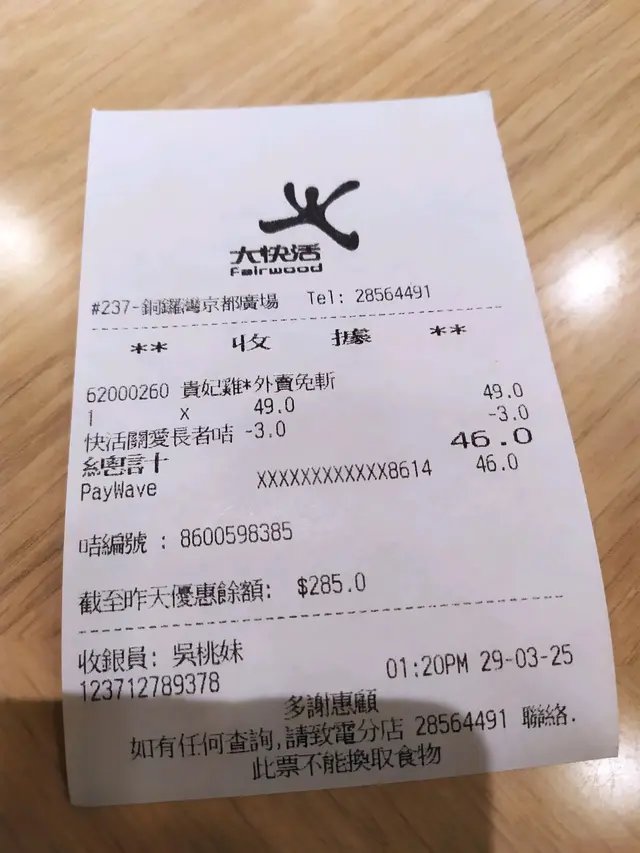 大快活
Fairwood
#237-銅鑼灣京都廣場 Tel: 28564491
** 收 據 **
62000260 貴妃雞*外賣免斬
1 x 49.0 49.0
快活關愛長者咭 -3.0 -3.0
總計 46.0
PayWave XXXXXXXXXXXX8614 46.0
咭編號 : 8600598385
截至昨天優惠餘額: $285.0
收銀員: 吳桃妹
123712789378 01:20PM 29-03-25
多謝惠顧
如有任何查詢,請致電分店 28564491 聯絡.
此票不能換取食物